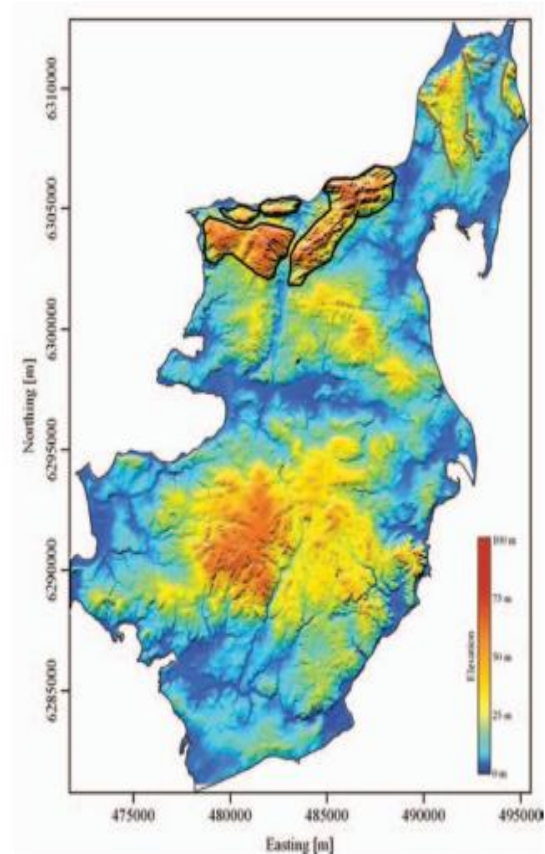 6310000
6305000
6300000
6295000
6290000
6285000
Northing [m]
100 m
75 m
50 m
25 m
0 m
Elevation
475000
480000
485000
490000
495000
Easting [m]